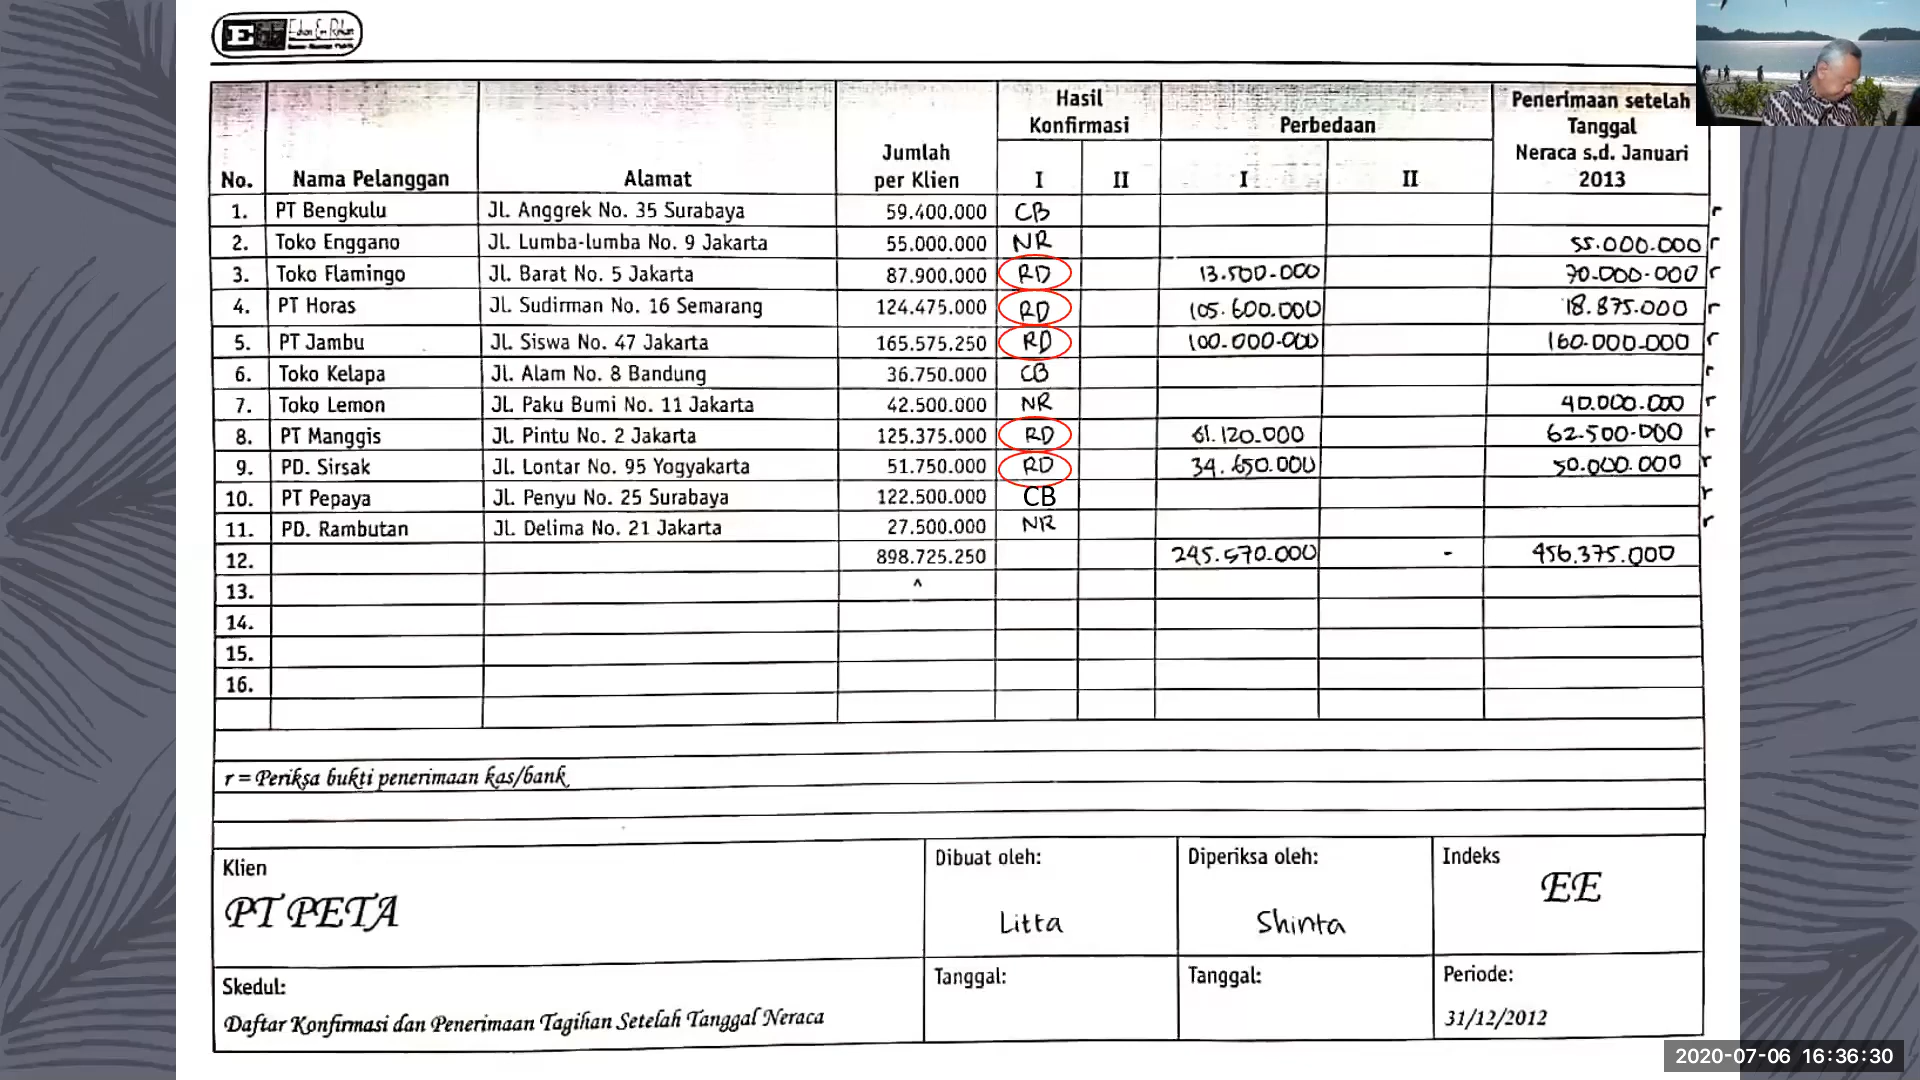 E
Hasil
Konfirmasi
Perbedaan
Penerimaan setelah
Tanggal
Neraca s.d. Januari
2013
No. Nama Pelanggan Alamat Jumlah
per Klien I II I II
1. PT Bengkulu Jl. Anggrek No. 35 Surabaya 59.400.000 CB r
2. Toko Enggano Jl. Lumba-lumba No. 9 Jakarta 55.000.000 NR 55.000.000 r
3. Toko Flamingo Jl. Barat No. 5 Jakarta 87.900.000 RD 13.500.000 70.000.000 r
4. PT Horas Jl. Sudirman No. 16 Semarang 124.475.000 RD 105.600.000 18.875.000 r
5. PT Jambu Jl. Siswa No. 47 Jakarta 165.575.250 RD 100.000.000 160.000.000 r
6. Toko Kelapa Jl. Alam No. 8 Bandung 36.750.000 CB r
7. Toko Lemon Jl. Paku Bumi No. 11 Jakarta 42.500.000 NR 40.000.000 r
8. PT Manggis Jl. Pintu No. 2 Jakarta 125.375.000 RD 61.120.000 62.500.000 r
9. PD. Sirsak Jl. Lontar No. 95 Yogyakarta 51.750.000 RD 34.650.000 50.000.000 r
10. PT Pepaya Jl. Penyu No. 25 Surabaya 122.500.000 CB r
11. PD. Rambutan Jl. Delima No. 21 Jakarta 27.500.000 NR r
12. 898.725.250 245.570.000 - 456.375.000
13. ^
14.
15.
16.
r = Periksa bukti penerimaan kas/bank
Klien
PT PETA
Dibuat oleh:
Litta
Diperiksa oleh:
Shinta
Indeks
EE
Skedul:
Daftar Konfirmasi dan Penerimaan Tagihan Setelah Tanggal Neraca
Tanggal:
Tanggal:
Periode:
31/12/2012
2020-07-06 16:36:30